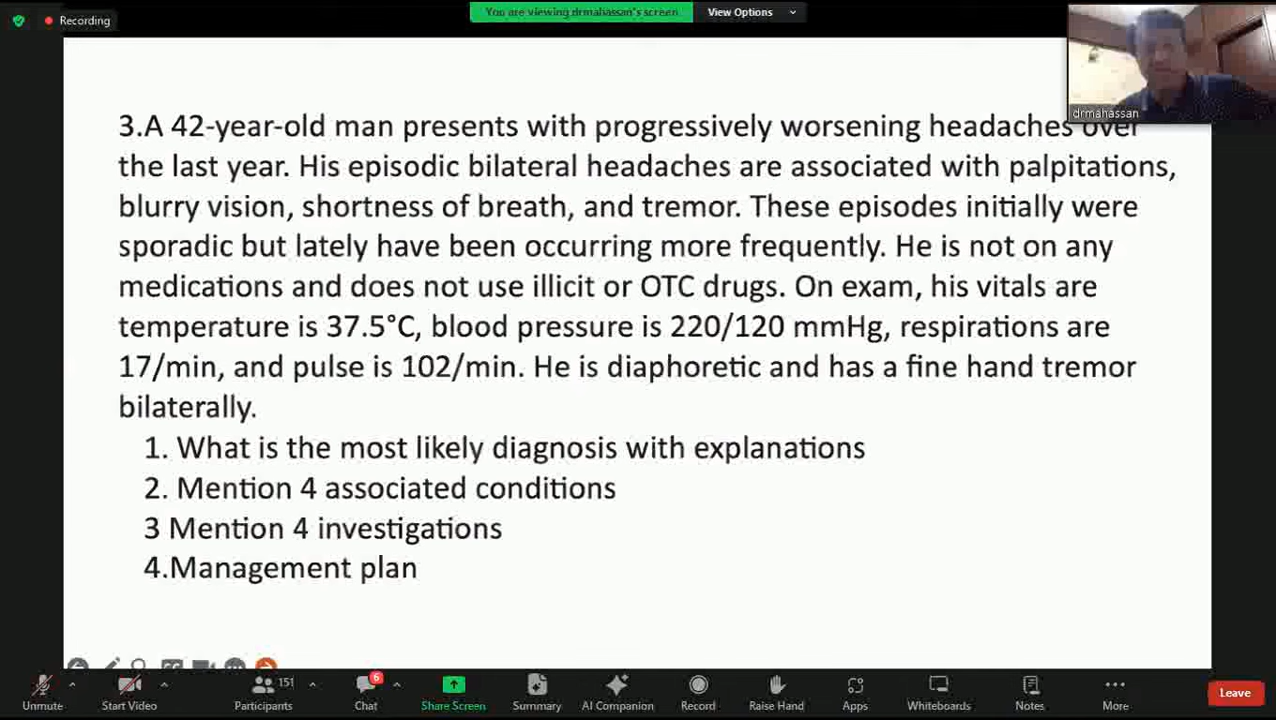 Recording
You are viewing drmahassan's screen
View Options
drmahassan
3.A 42-year-old man presents with progressively worsening headaches over
the last year. His episodic bilateral headaches are associated with palpitations,
blurry vision, shortness of breath, and tremor. These episodes initially were
sporadic but lately have been occurring more frequently. He is not on any
medications and does not use illicit or OTC drugs. On exam, his vitals are
temperature is 37.5°C, blood pressure is 220/120 mmHg, respirations are
17/min, and pulse is 102/min. He is diaphoretic and has a fine hand tremor
bilaterally.
1. What is the most likely diagnosis with explanations
2. Mention 4 associated conditions
3 Mention 4 investigations
4.Management plan
Unmute
Start Video
151
Participants
6
Chat
Share Screen
Summary
AI Companion
Record
Raise Hand
Apps
Whiteboards
Notes
More
Leave